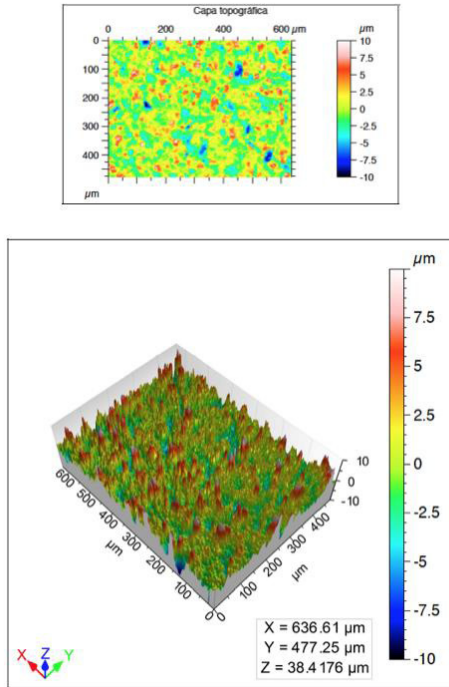 Capa topográfica
0 200 400 600 µm
0
100
200
300
400
µm
µm
10
7.5
5
2.5
0
-2.5
-5
-7.5
-10
µm
7.5
5.0
2.5
0
-2.5
-5.0
-7.5
-10.0
10
0
-10
600 500 400 300 200 100 0
µm
0 100 200 300 400
µm
X = 636.61 µm
Y = 477.25 µm
Z = 38.4176 µm
X Z Y